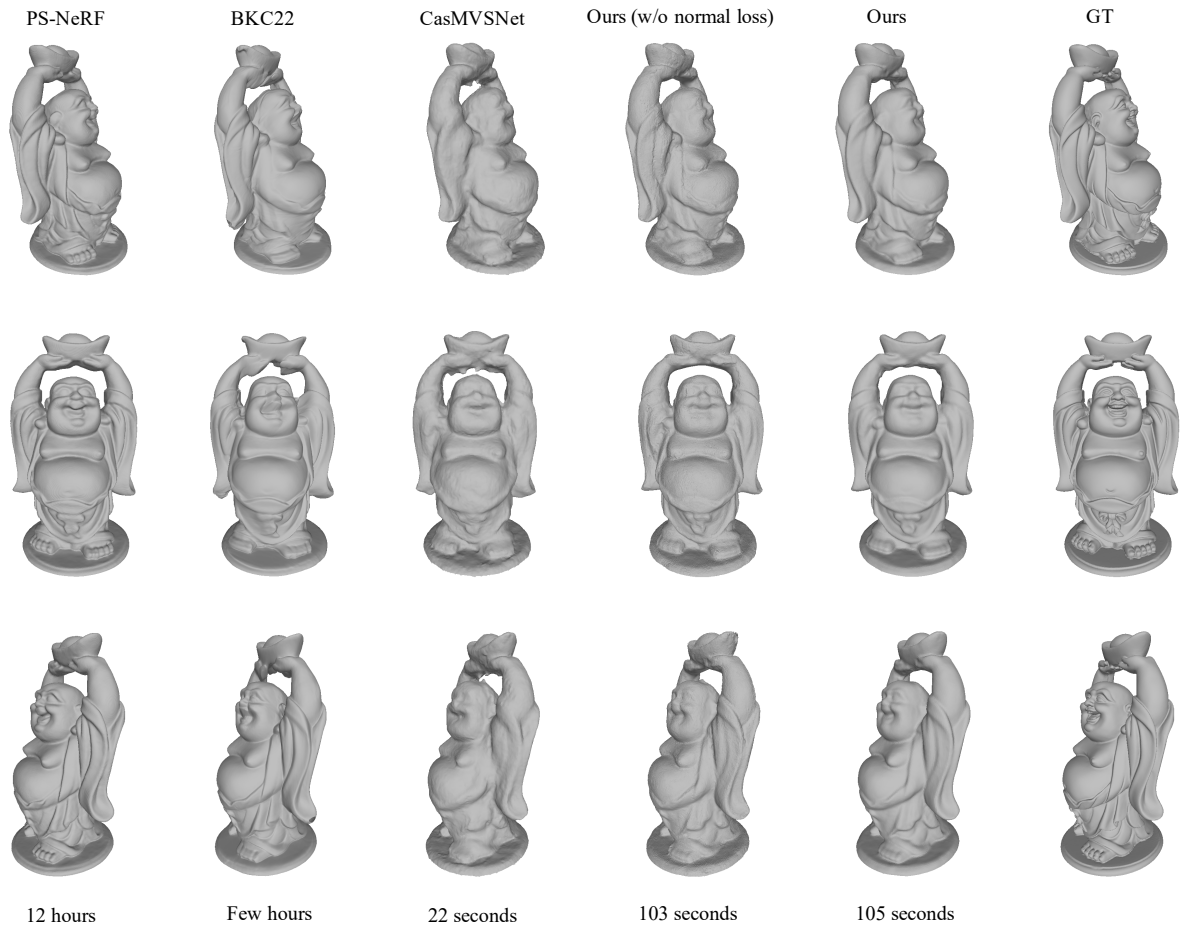 PS-NeRF BKC22 CasMVSNet Ours (w/o normal loss) Ours GT
12 hours Few hours 22 seconds 103 seconds 105 seconds